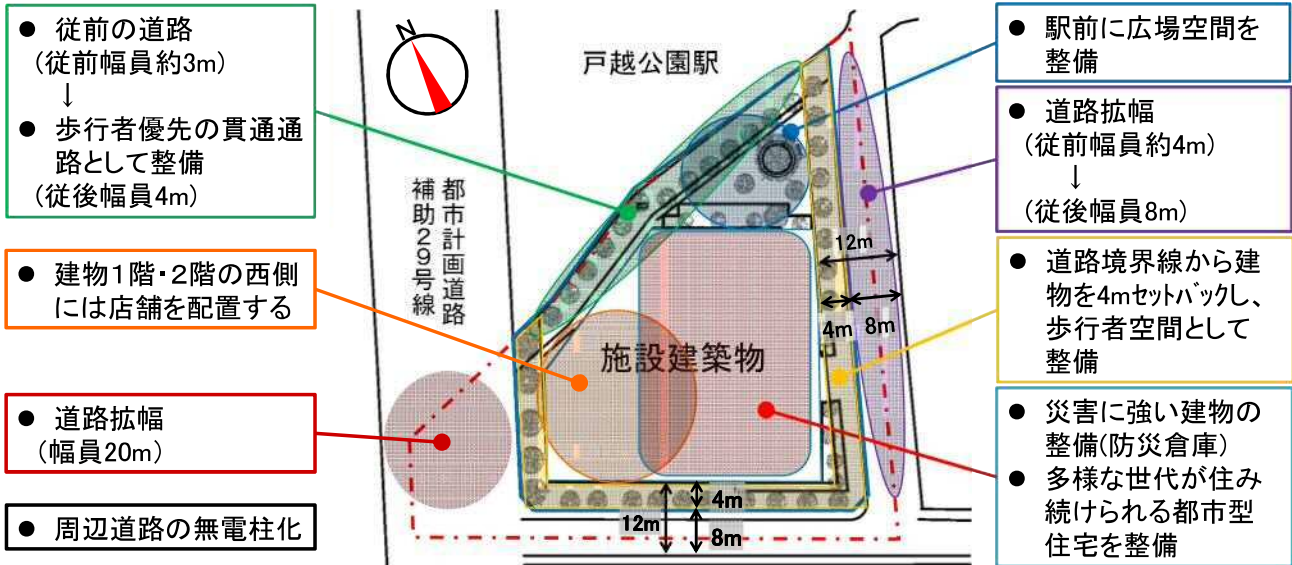 ● 従前の道路
(従前幅員約3m)
↓
● 歩行者優先の貫通通
路として整備
(従後幅員4m)
● 建物1階・2階の西側
には店舗を配置する
● 道路拡幅
(幅員20m)
● 周辺道路の無電柱化
N
戸越公園駅
都市計画道路
補助29号線
施設建築物
12m
4m
8m
4m
12m
8m
● 駅前に広場空間を
整備
● 道路拡幅
(従前幅員約4m)
↓
(従後幅員8m)
● 道路境界線から建
物を4mセットバックし、
歩行者空間として
整備
● 災害に強い建物の
整備(防災倉庫)
● 多様な世代が住み
続けられる都市型
住宅を整備